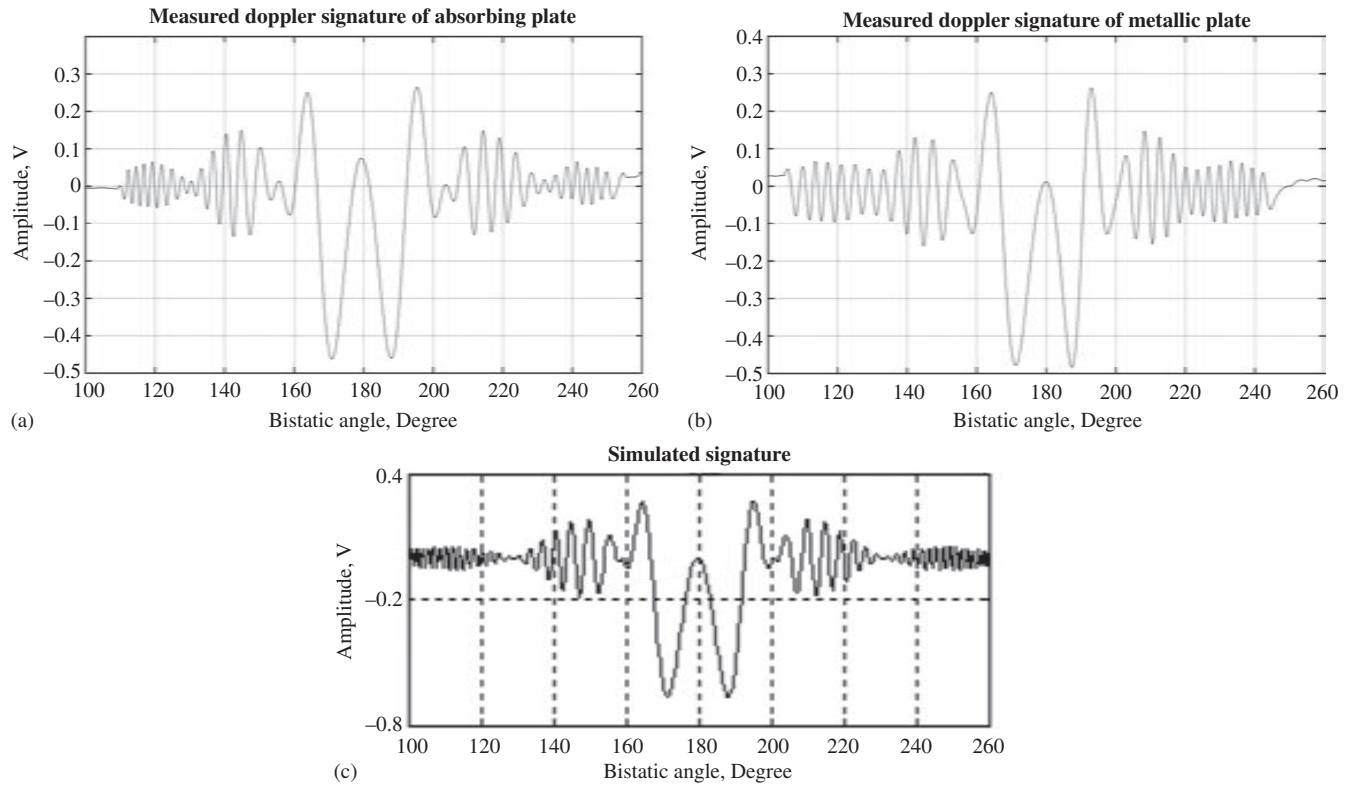 Measured doppler signature of absorbing plate
0.3
0.2
0.1
0
–0.1
–0.2
–0.3
–0.4
–0.5
Amplitude, V
100 120 140 160 180 200 220 240 260
Bistatic angle, Degree
(a)
Measured doppler signature of metallic plate
0.4
0.3
0.2
0.1
0
–0.1
–0.2
–0.3
–0.4
–0.5
Amplitude, V
100 120 140 160 180 200 220 240 260
Bistatic angle, Degree
(b)
Simulated signature
0.4
–0.2
–0.8
Amplitude, V
100 120 140 160 180 200 220 240 260
Bistatic angle, Degree
(c)